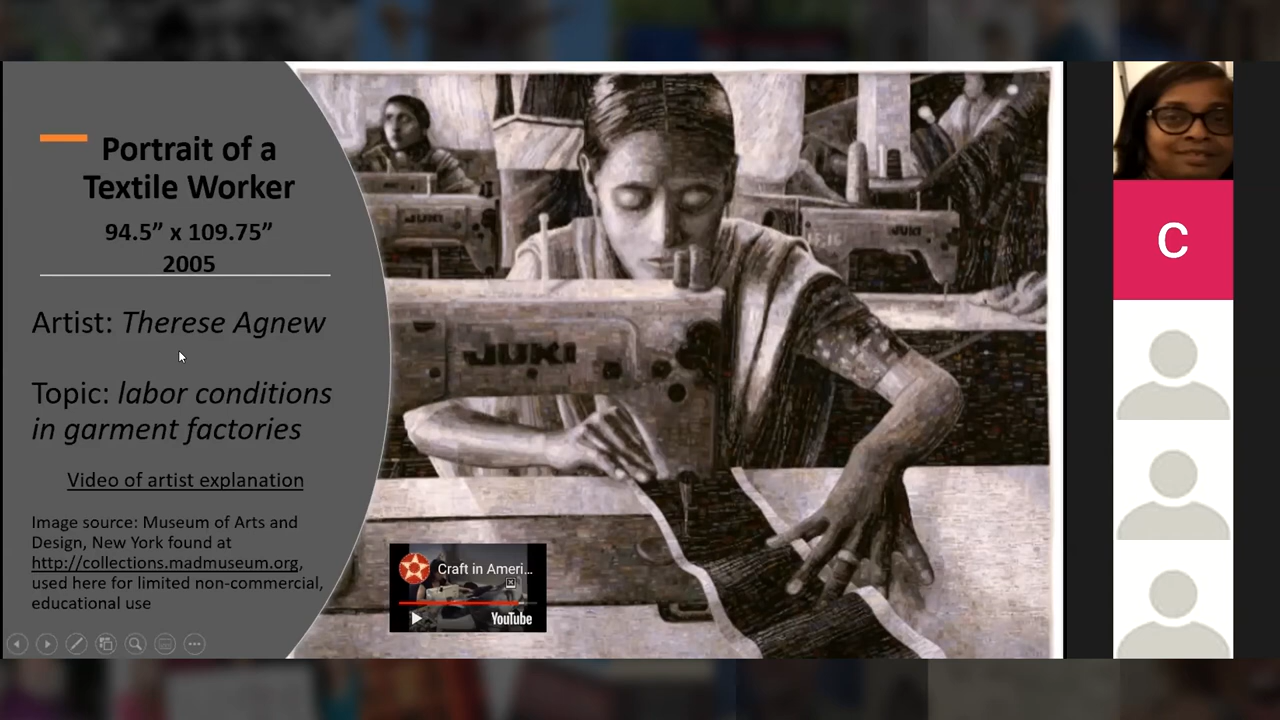 Portrait of a
Textile Worker
94.5” x 109.75”
2005
Artist: Therese Agnew
Topic: labor conditions
in garment factories
Video of artist explanation
Image source: Museum of Arts and
Design, New York found at
http://collections.madmuseum.org,
used here for limited non-commercial,
educational use
JUKI
JUKI
JUKI
Craft in Ameri...
YouTube
C